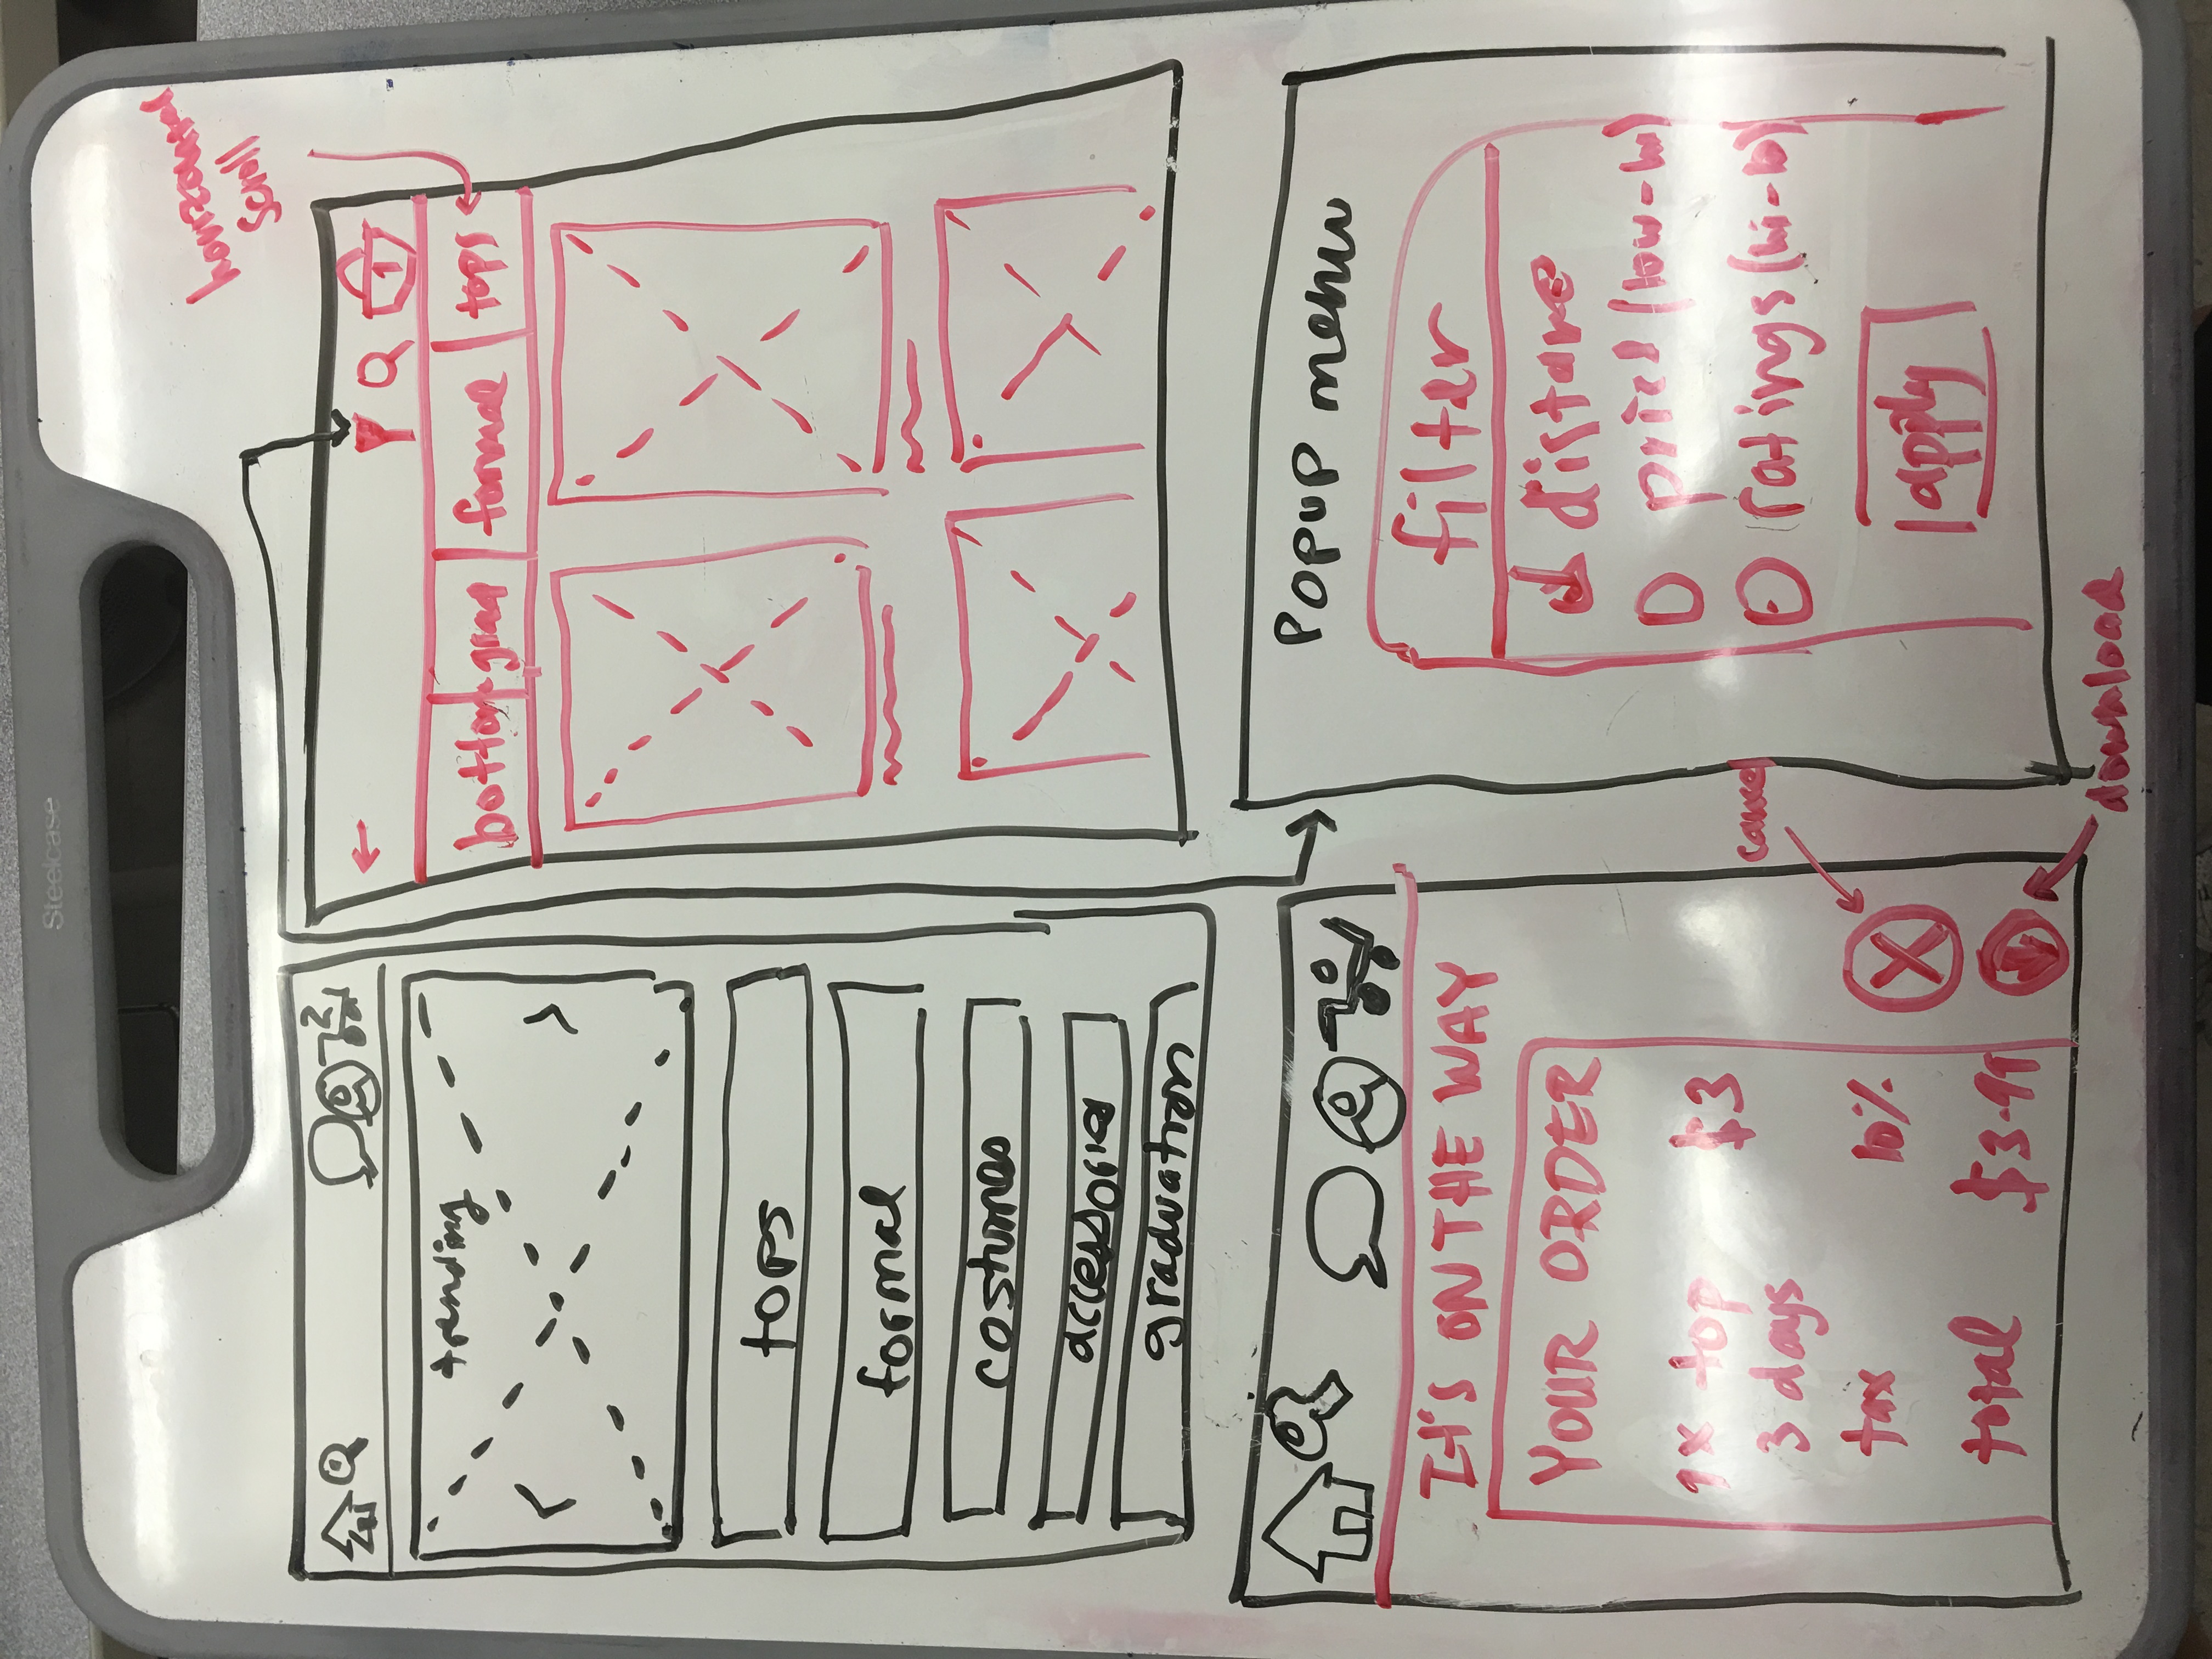 Steelcase
horizontal
scroll
2
trending
tops
formal
costumes
accessories
graduation
1
bottom
grad
formal
tops
IT'S ON THE WAY
YOUR ORDER
1x top $3
3 days
tax 10%
total $3.99
cancel
download
0
Popup menu
filter
distance
price (low-hi)
ratings (hi-lo)
apply